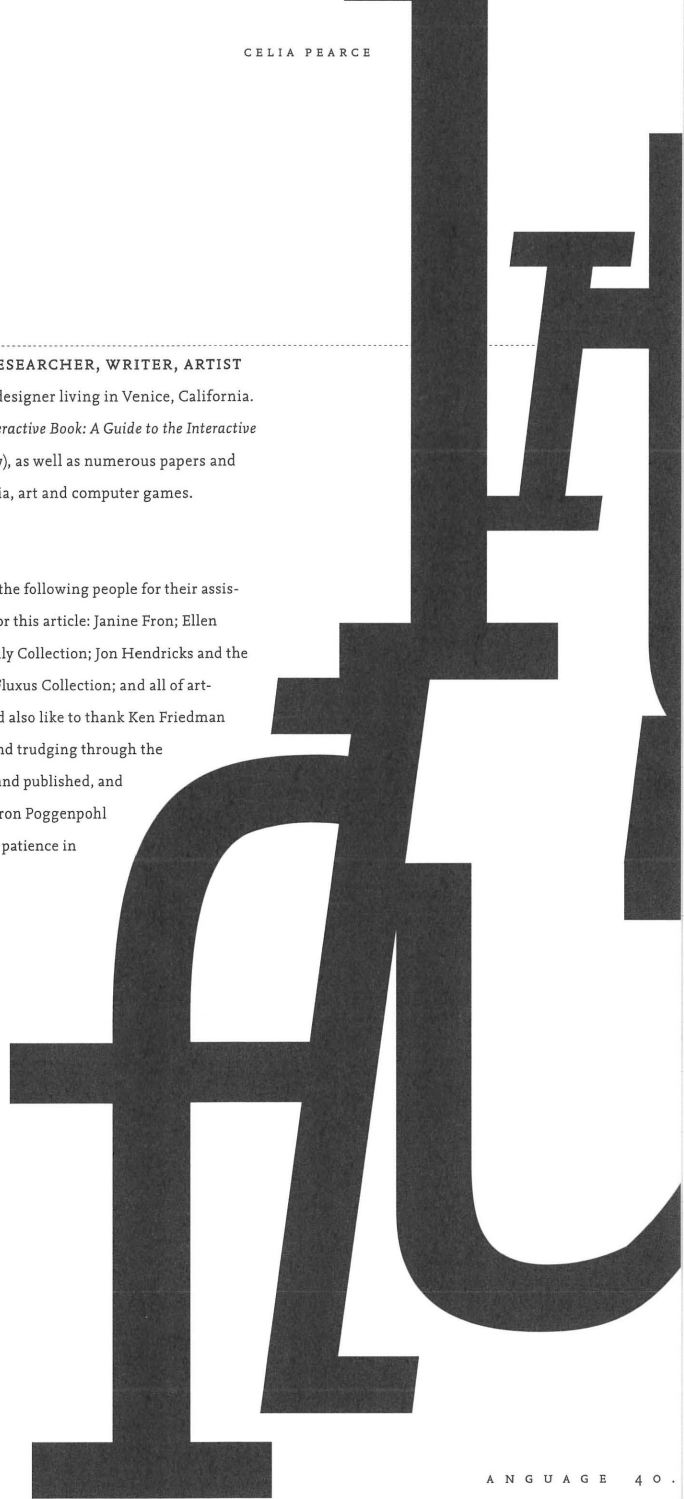 CELIA PEARCE
ESEARCHER, WRITER, ARTIST
designer living in Venice, California.
eractive Book: A Guide to the Interactive
), as well as numerous papers and
ia, art and computer games.
the following people for their assis-
or this article: Janine Fron; Ellen
ly Collection; Jon Hendricks and the
Fluxus Collection; and all of art-
d also like to thank Ken Friedman
nd trudging through the
and published, and
ron Poggenpohl
patience in
flu
ANGUAGE 40.